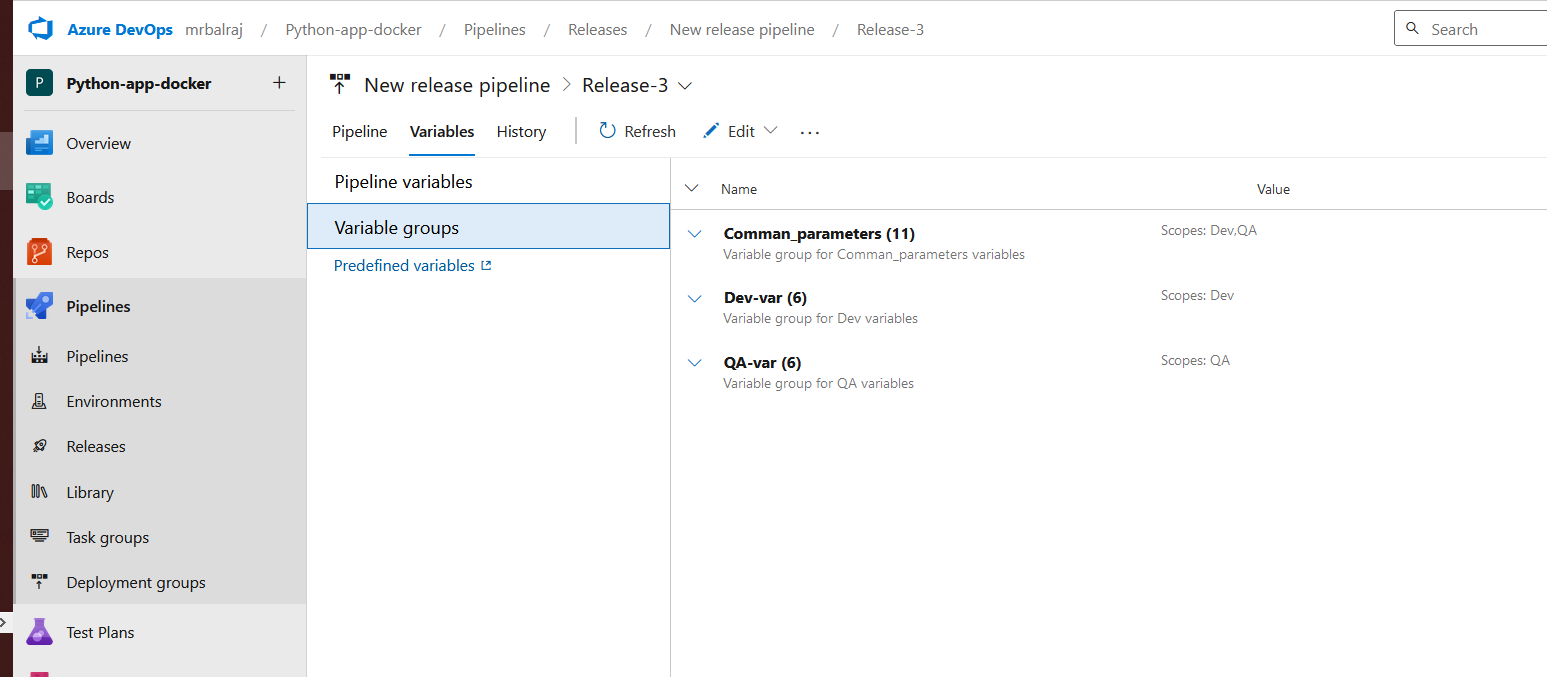 Azure DevOps mrbalraj / Python-app-docker / Pipelines / Releases / New release pipeline / Release-3
Search
P Python-app-docker +
Overview
Boards
Repos
Pipelines
Pipelines
Environments
Releases
Library
Task groups
Deployment groups
Test Plans
New release pipeline > Release-3
Pipeline Variables History Refresh Edit ...
Pipeline variables
Variable groups
Predefined variables
Name Value
Comman_parameters (11) Scopes: Dev,QA
Variable group for Comman_parameters variables
Dev-var (6) Scopes: Dev
Variable group for Dev variables
QA-var (6) Scopes: QA
Variable group for QA variables